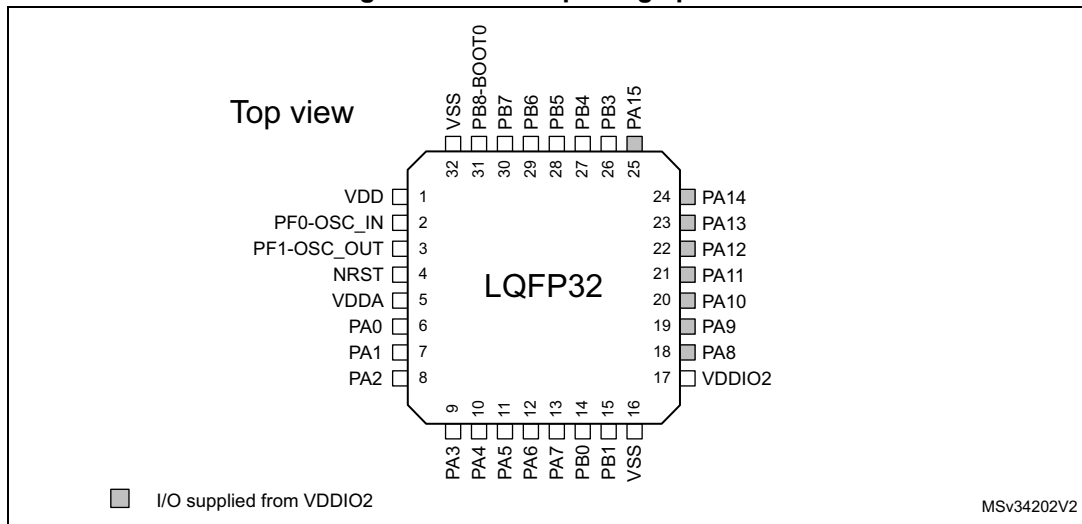 Top view
VSS
PB8-BOOT0
PB7
PB6
PB5
PB4
PB3
PA15
32
31
30
29
28
27
26
25
VDD 1
PF0-OSC_IN 2
PF1-OSC_OUT 3
NRST 4
VDDA 5
PA0 6
PA1 7
PA2 8
LQFP32
24 PA14
23 PA13
22 PA12
21 PA11
20 PA10
19 PA9
18 PA8
17 VDDIO2
9
10
11
12
13
14
15
16
PA3
PA4
PA5
PA6
PA7
PB0
PB1
VSS
I/O supplied from VDDIO2
MSv34202V2